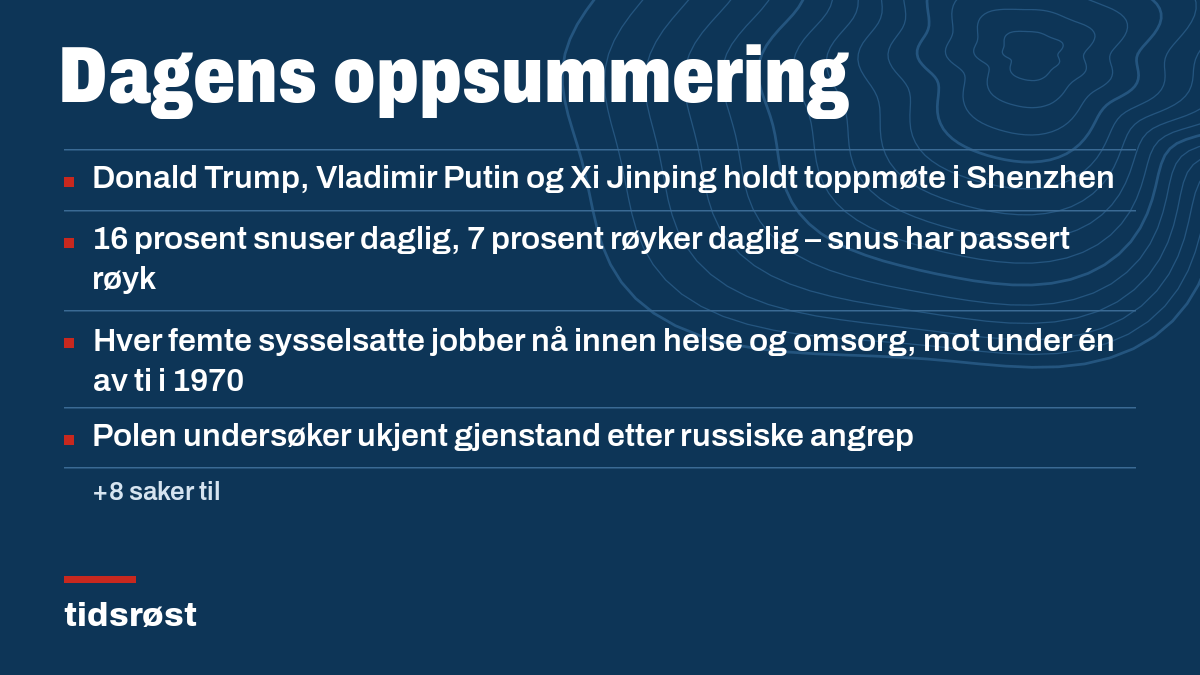 Dagens oppsummering
Donald Trump, Vladimir Putin og Xi Jinping holdt toppmøte i Shenzhen
16 prosent snuser daglig, 7 prosent røyker daglig – snus har passert
røyk
Hver femte sysselsatte jobber nå innen helse og omsorg, mot under én
av ti i 1970
Polen undersøker ukjent gjenstand etter russiske angrep
+8 saker til
tidsrøst